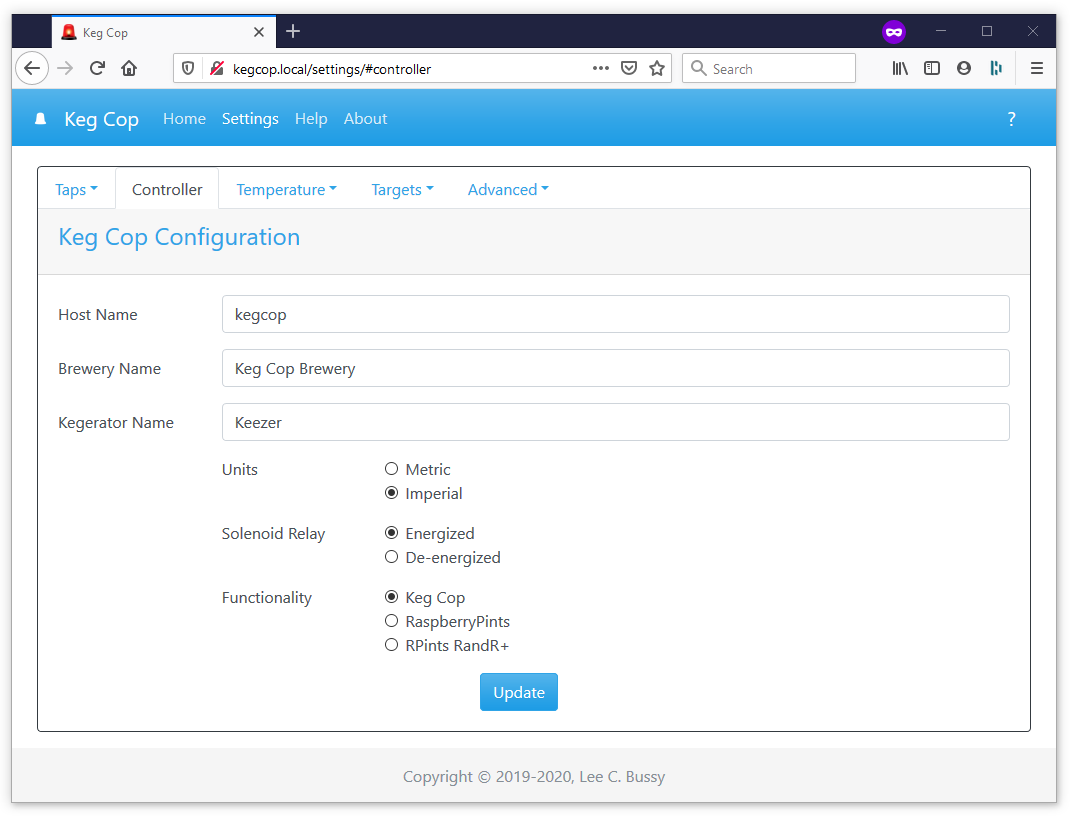 Keg Cop
kegcop.local/settings/#controller
Search
Keg Cop Home Settings Help About ?
Taps Controller Temperature Targets Advanced
Keg Cop Configuration
Host Name kegcop
Brewery Name Keg Cop Brewery
Kegerator Name Keezer
Units Metric
Imperial
Solenoid Relay Energized
De-energized
Functionality Keg Cop
RaspberryPints
RPints RandR+
Update
Copyright © 2019-2020, Lee C. Bussy